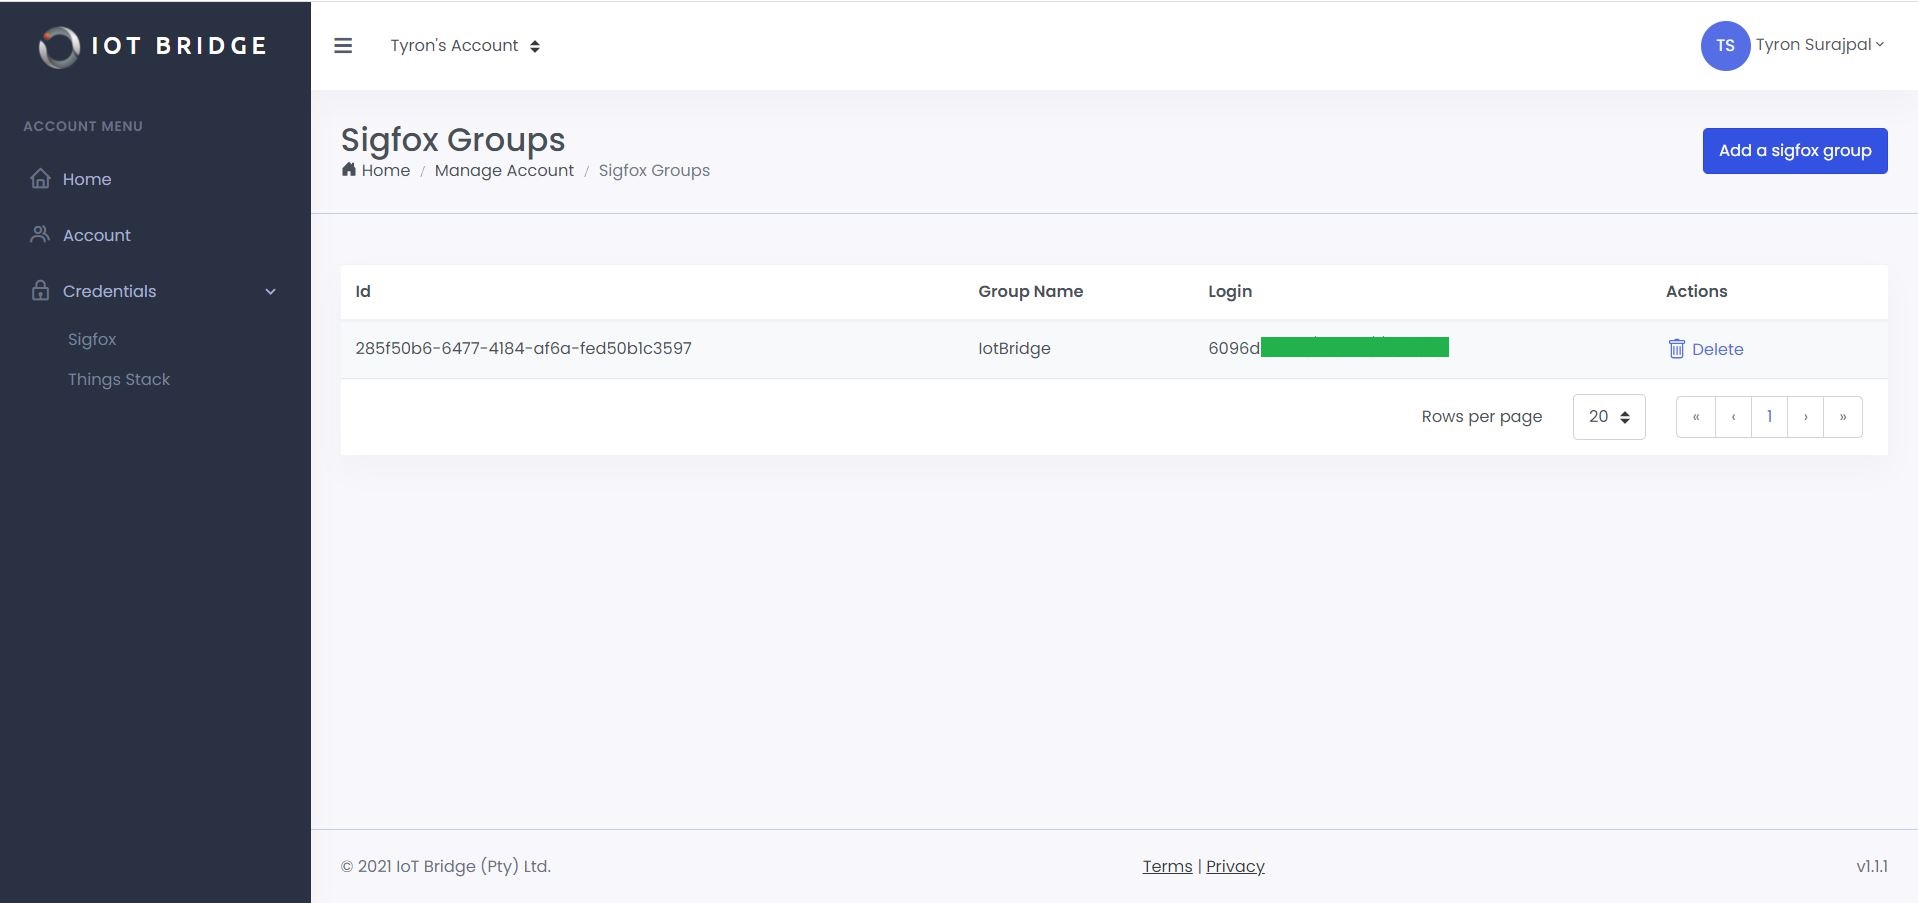 IOT BRIDGE
Tyron's Account
TS
Tyron Surajpal
ACCOUNT MENU
Home
Account
Credentials
Sigfox
Things Stack
Sigfox Groups
Home / Manage Account / Sigfox Groups
Add a sigfox group
Id Group Name Login Actions
285f50b6-6477-4184-af6a-fed50b1c3597 IotBridge 6096d Delete
Rows per page 20 « ‹ 1 › »
© 2021 IoT Bridge (Pty) Ltd. Terms | Privacy v1.1.1